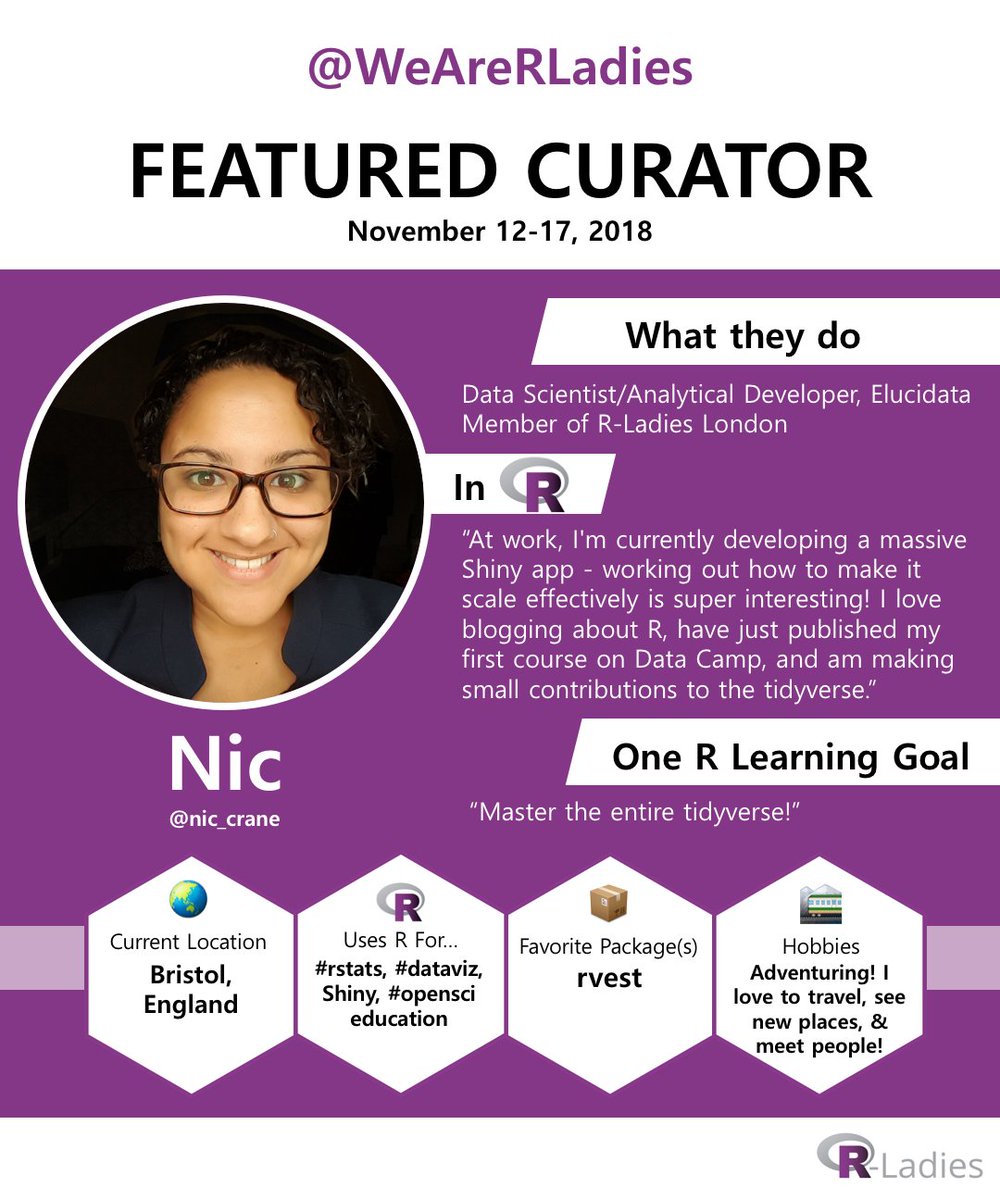 @WeAreRLadies
FEATURED CURATOR
November 12-17, 2018
What they do
Data Scientist/Analytical Developer, Elucidata
Member of R-Ladies London
In R
“At work, I'm currently developing a massive
Shiny app - working out how to make it
scale effectively is super interesting! I love
blogging about R, have just published my
first course on Data Camp, and am making
small contributions to the tidyverse.”
Nic
@nic_crane
One R Learning Goal
“Master the entire tidyverse!”
Current Location
Bristol,
England
R
Uses R For...
#rstats, #dataviz,
Shiny, #opensci
education
Favorite Package(s)
rvest
Hobbies
Adventuring! I
love to travel, see
new places, &
meet people!
R-Ladies